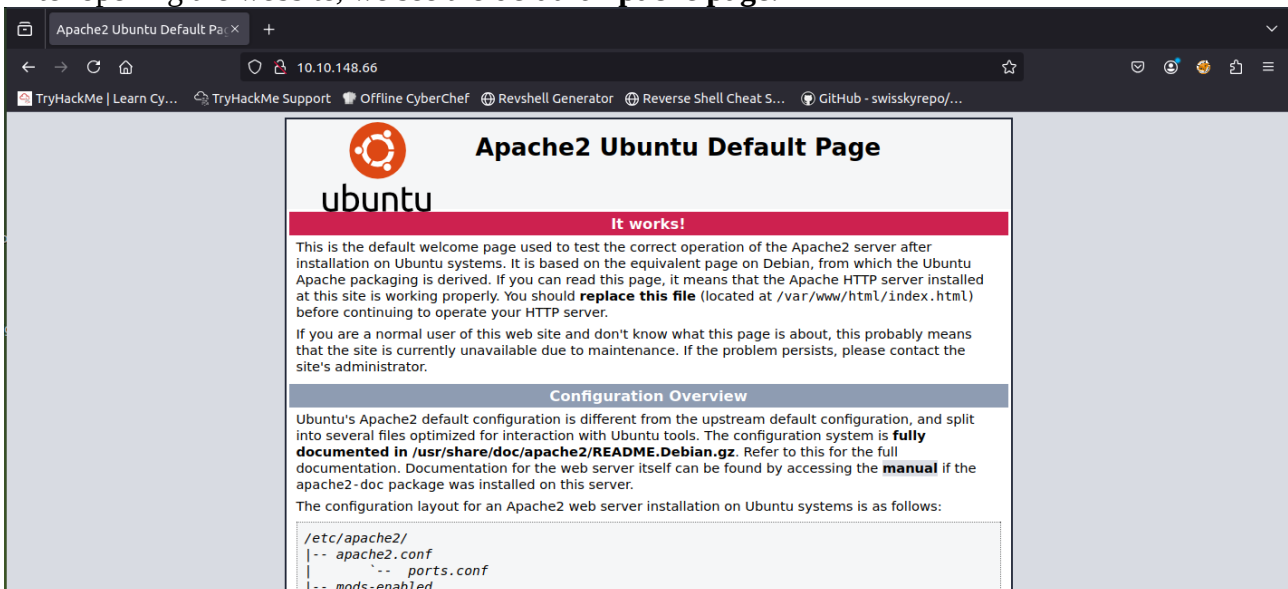 Apache2 Ubuntu Default Pag
10.10.148.66
TryHackMe | Learn Cy... TryHackMe Support Offline CyberChef Revshell Generator Reverse Shell Cheat S... GitHub - swisskyrepo/...
ubuntu
Apache2 Ubuntu Default Page
It works!
This is the default welcome page used to test the correct operation of the Apache2 server after
installation on Ubuntu systems. It is based on the equivalent page on Debian, from which the Ubuntu
Apache packaging is derived. If you can read this page, it means that the Apache HTTP server installed
at this site is working properly. You should replace this file (located at /var/www/html/index.html)
before continuing to operate your HTTP server.
If you are a normal user of this web site and don't know what this page is about, this probably means
that the site is currently unavailable due to maintenance. If the problem persists, please contact the
site's administrator.
Configuration Overview
Ubuntu's Apache2 default configuration is different from the upstream default configuration, and split
into several files optimized for interaction with Ubuntu tools. The configuration system is fully
documented in /usr/share/doc/apache2/README.Debian.gz. Refer to this for the full
documentation. Documentation for the web server itself can be found by accessing the manual if the
apache2-doc package was installed on this server.
The configuration layout for an Apache2 web server installation on Ubuntu systems is as follows:
/etc/apache2/
|-- apache2.conf
|       `--  ports.conf
|-- mods-enabled